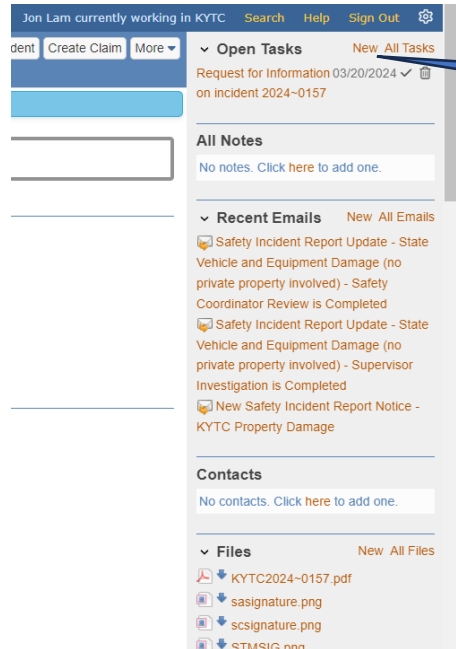 Jon Lam currently working in KYTC Search Help Sign Out
dent Create Claim More
Open Tasks New All Tasks
Request for Information 03/20/2024
on incident 2024~0157
All Notes
No notes. Click here to add one.
Recent Emails New All Emails
Safety Incident Report Update - State
Vehicle and Equipment Damage (no
private property involved) - Safety
Coordinator Review is Completed
Safety Incident Report Update - State
Vehicle and Equipment Damage (no
private property involved) - Supervisor
Investigation is Completed
New Safety Incident Report Notice -
KYTC Property Damage
Contacts
No contacts. Click here to add one.
Files New All Files
KYTC2024~0157.pdf
sasignature.png
scsignature.png
STMSIG.png